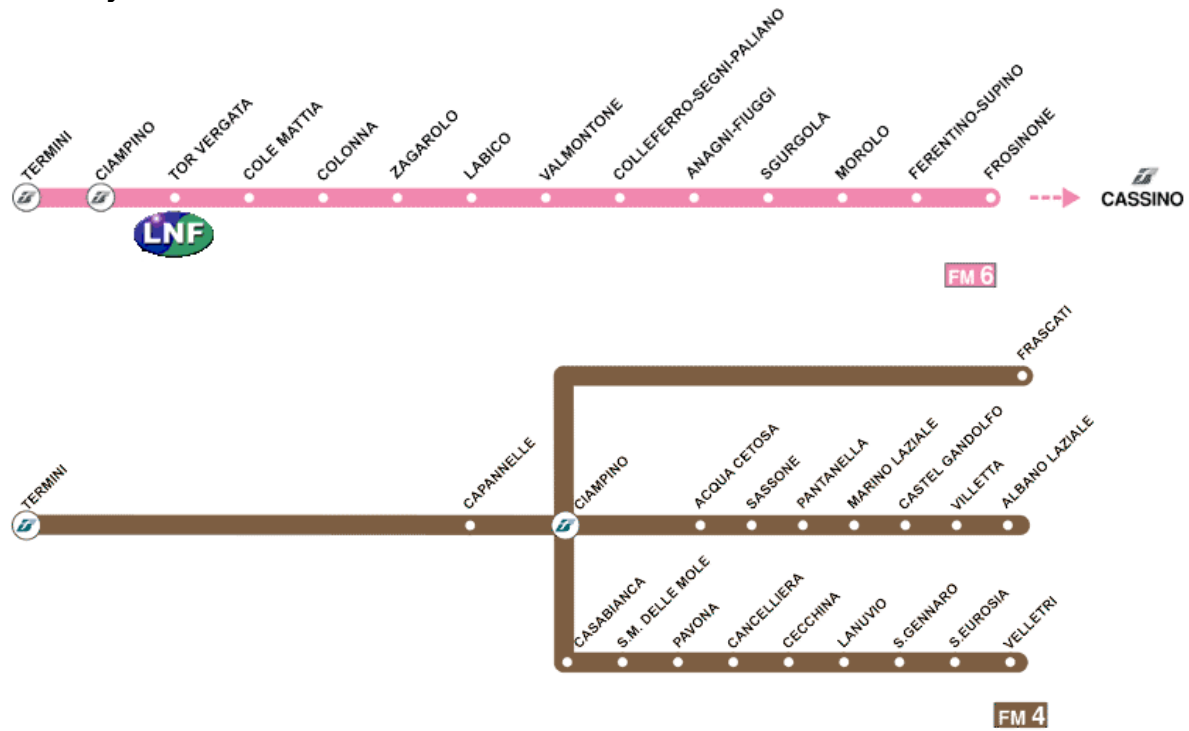 TERMINI
CIAMPINO
TOR VERGATA
COLE MATTIA
COLONNA
ZAGAROLO
LABICO
VALMONTONE
COLLEFERRO-SEGNI-PALIANO
ANAGNI-FIUGGI
SGURGOLA
MOROLO
FERENTINO-SUPINO
FROSINONE
CASSINO
LNF
FM 6
FRASCATI
TERMINI
CAPANNELLE
CIAMPINO
ACQUA CETOSA
SASSONE
PANTANELLA
MARINO LAZIALE
CASTEL GANDOLFO
VILLETTA
ALBANO LAZIALE
CASABIANCA
S.M. DELLE MOLE
PAVONA
CANCELLIERA
CECCHINA
LANUVIO
S.GENNARO
S.EUROSIA
VELLETRI
FM 4